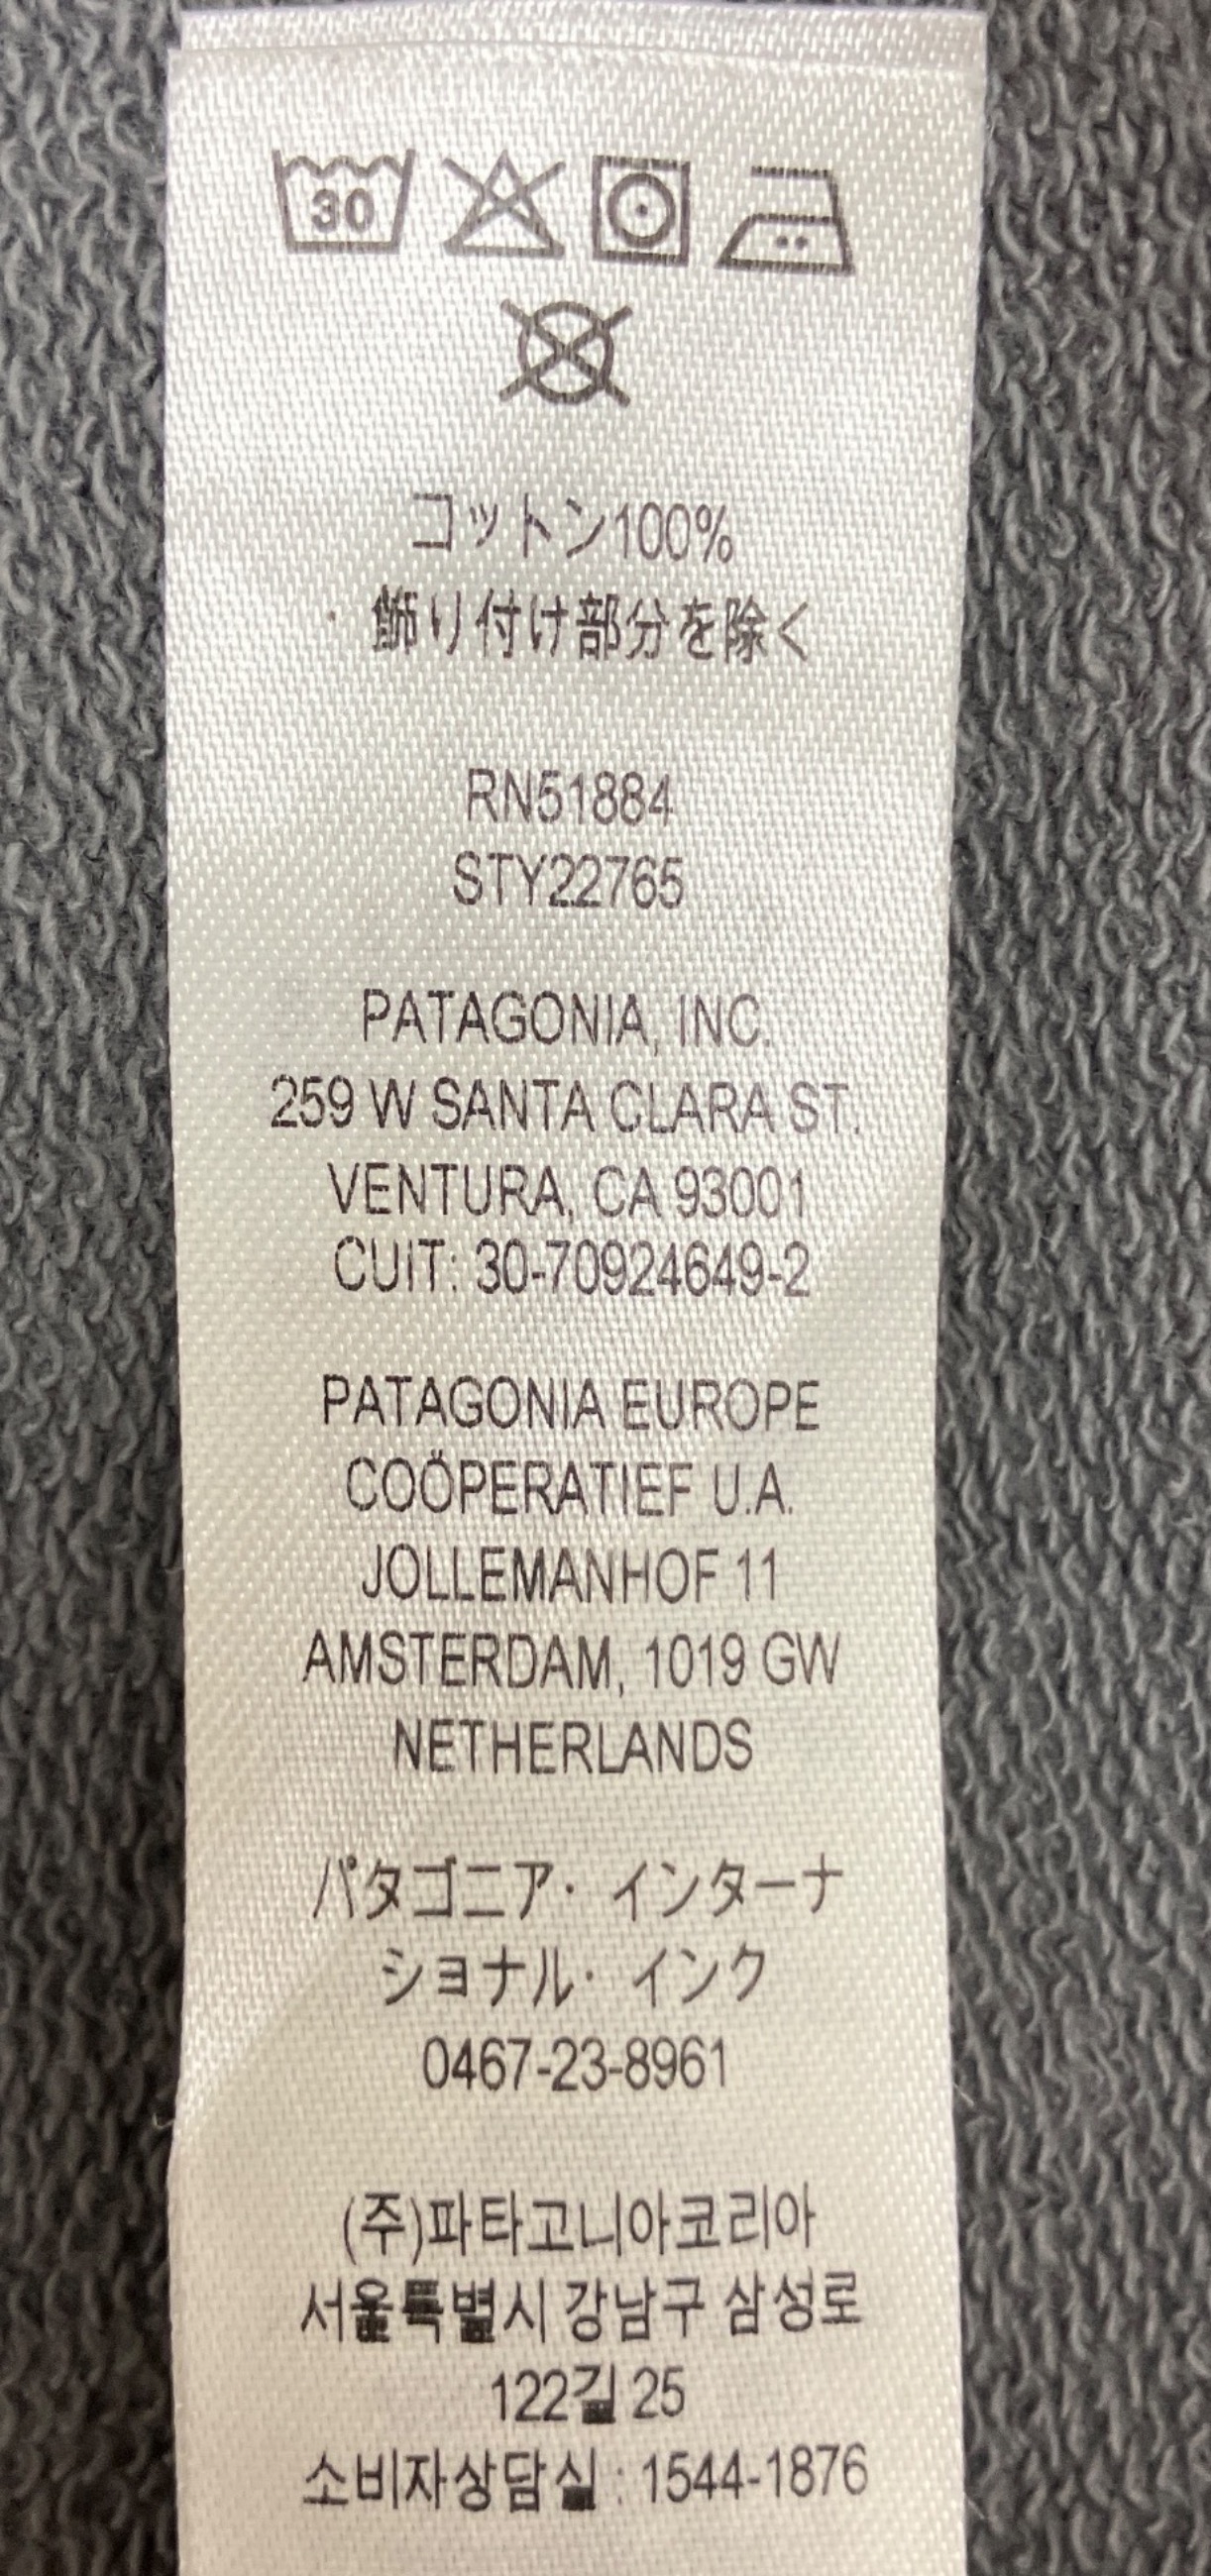 30
コットン100%
飾り付け部分を除く
RN51884
STY22765
PATAGONIA, INC.
259 W SANTA CLARA ST.
VENTURA, CA 93001
CUIT: 30-70924649-2
PATAGONIA EUROPE
COÖPERATIEF U.A.
JOLLEMANHOF 11
AMSTERDAM, 1019 GW
NETHERLANDS
パタゴニア・インターナ
ショナル・インク
0467-23-8961
(주)파타고니아코리아
서울특별시 강남구 삼성로
122길 25
소비자상담실 : 1544-1876